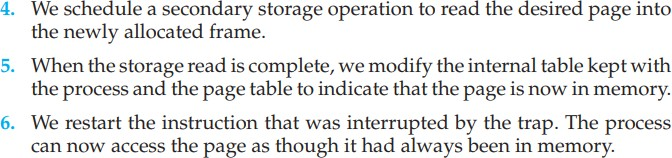 4. We schedule a secondary storage operation to read the desired page into
the newly allocated frame.
5. When the storage read is complete, we modify the internal table kept with
the process and the page table to indicate that the page is now in memory.
6. We restart the instruction that was interrupted by the trap. The process
can now access the page as though it had always been in memory.